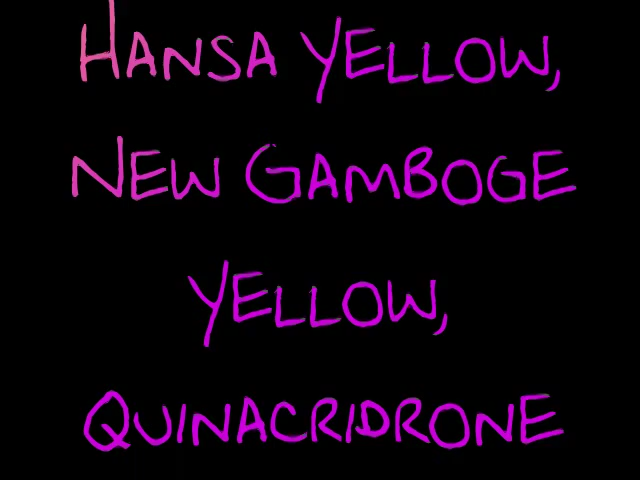 HANSA YELLOW,
NEW GAMBOGE
YELLOW,
QUINACRIDRONE